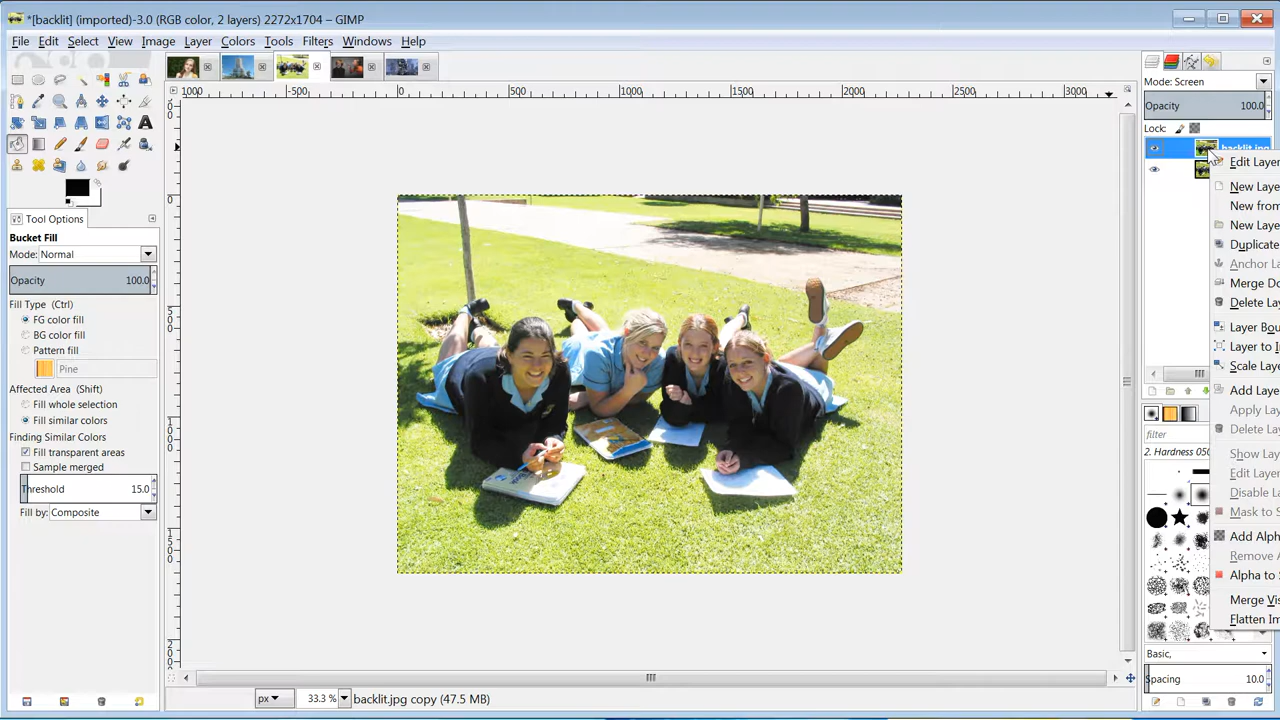 *[backlit] (imported)-3.0 (RGB color, 2 layers) 2272x1704 – GIMP
File Edit Select View Image Layer Colors Tools Filters Windows Help
1000 -500 0 500 1000 1500 2000 2500 3000
Mode: Screen
Opacity 100.0
Lock:
backlit.jpg
Edit Layer
New Laye
New from
New Laye
Duplicate
Anchor La
Merge Do
Delete Lay
Layer Bou
Layer to I
Scale Laye
Add Laye
Apply Lay
Delete Lay
Show Lay
Edit Layer
Disable La
Mask to S
Add Alph
Remove A
Alpha to S
Merge Vis
Flatten Im
filter
2. Hardness 050
Basic,
Spacing 10.0
Tool Options
Bucket Fill
Mode: Normal
Opacity 100.0
Fill Type (Ctrl)
FG color fill
BG color fill
Pattern fill
Pine
Affected Area (Shift)
Fill whole selection
Fill similar colors
Finding Similar Colors
Fill transparent areas
Sample merged
Threshold 15.0
Fill by: Composite
px 33.3 % backlit.jpg copy (47.5 MB)